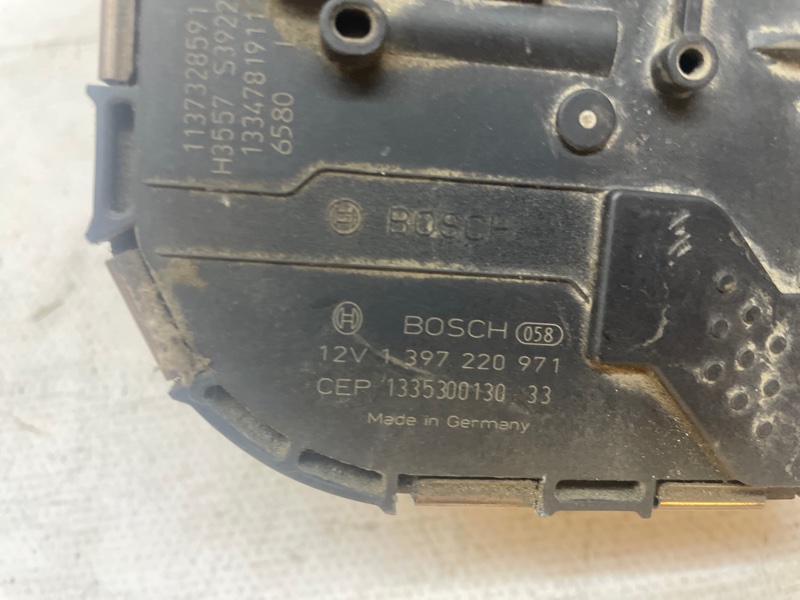 1137328591
H3557 S3922
1334781911
6580
BOSCH
BOSCH 058
12V 1 397 220 971
CEP 1335300130 33
Made in Germany